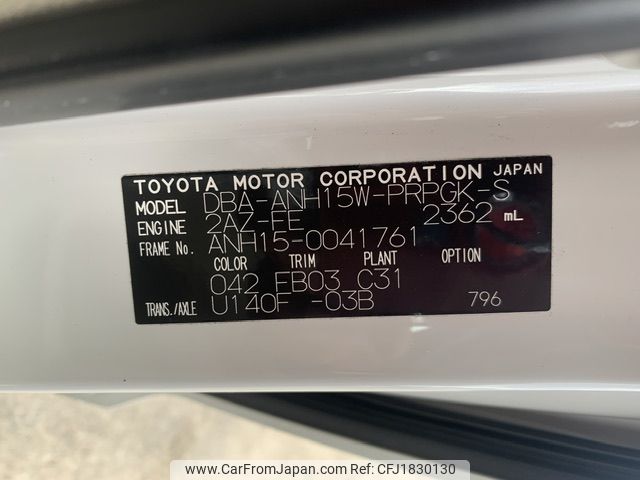 TOYOTA MOTOR CORPORATION JAPAN
MODEL DBA-ANH15W-PRPGK-S
ENGINE 2AZ-FE 2362 mL
FRAME No. ANH15-0041761
COLOR TRIM PLANT OPTION
042 FB03 C31
TRANS./AXLE U140F -03B 796
www.CarFromJapan.com ©CarFromJapan CFJ1830130